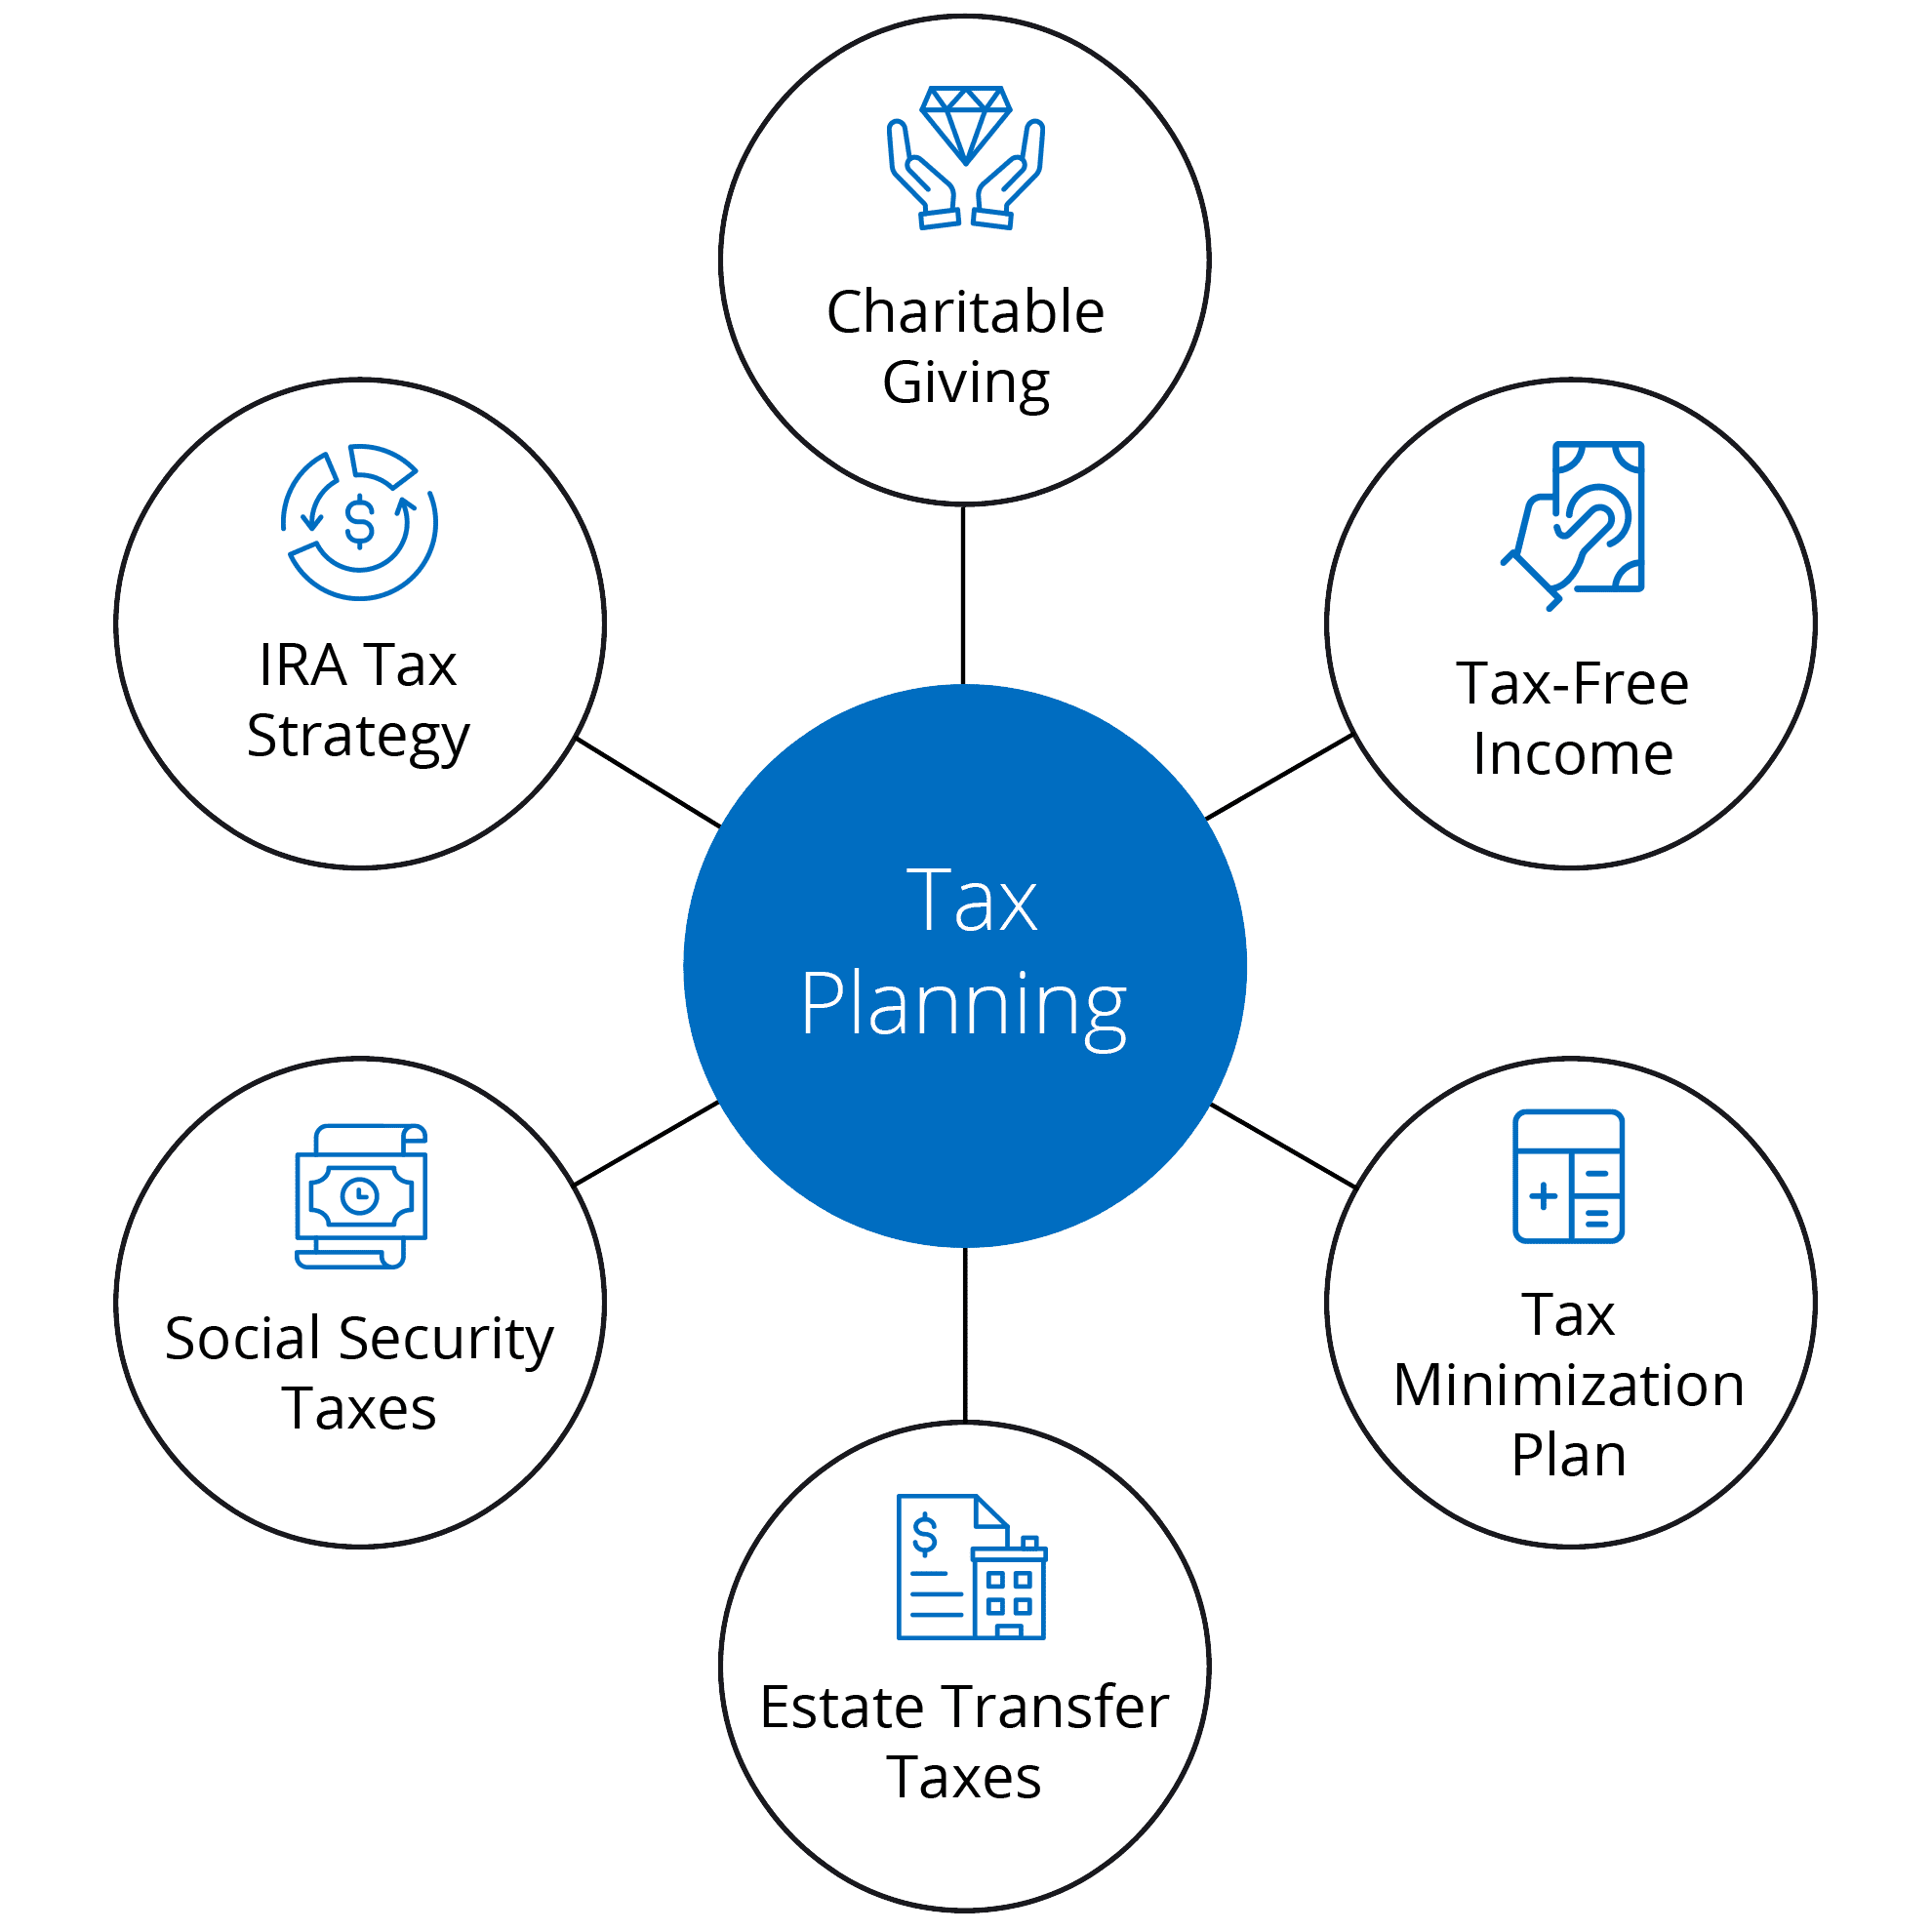 Charitable
Giving
IRA Tax
Strategy
$
Tax-Free
Income
Tax
Planning
Social Security
Taxes
Tax
Minimization
Plan
$
Estate Transfer
Taxes